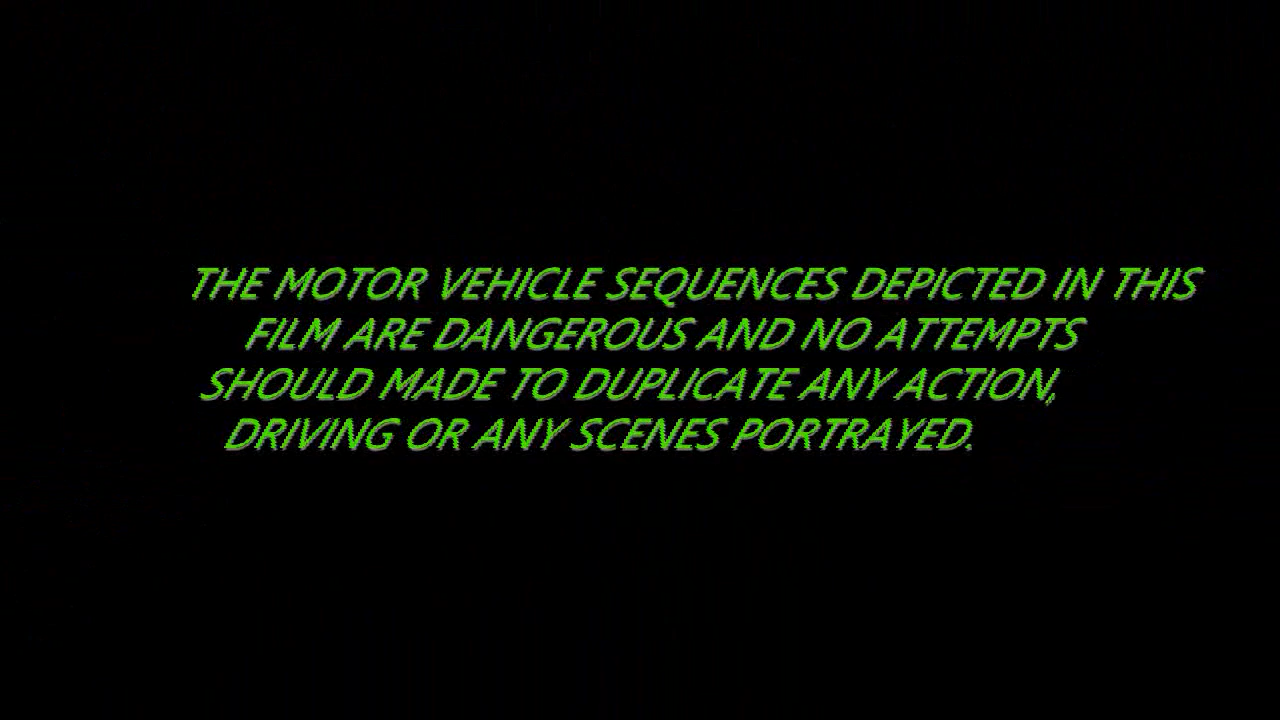 THE MOTOR VEHICLE SEQUENCES DEPICTED IN THIS
FILM ARE DANGEROUS AND NO ATTEMPTS
SHOULD MADE TO DUPLICATE ANY ACTION,
DRIVING OR ANY SCENES PORTRAYED.